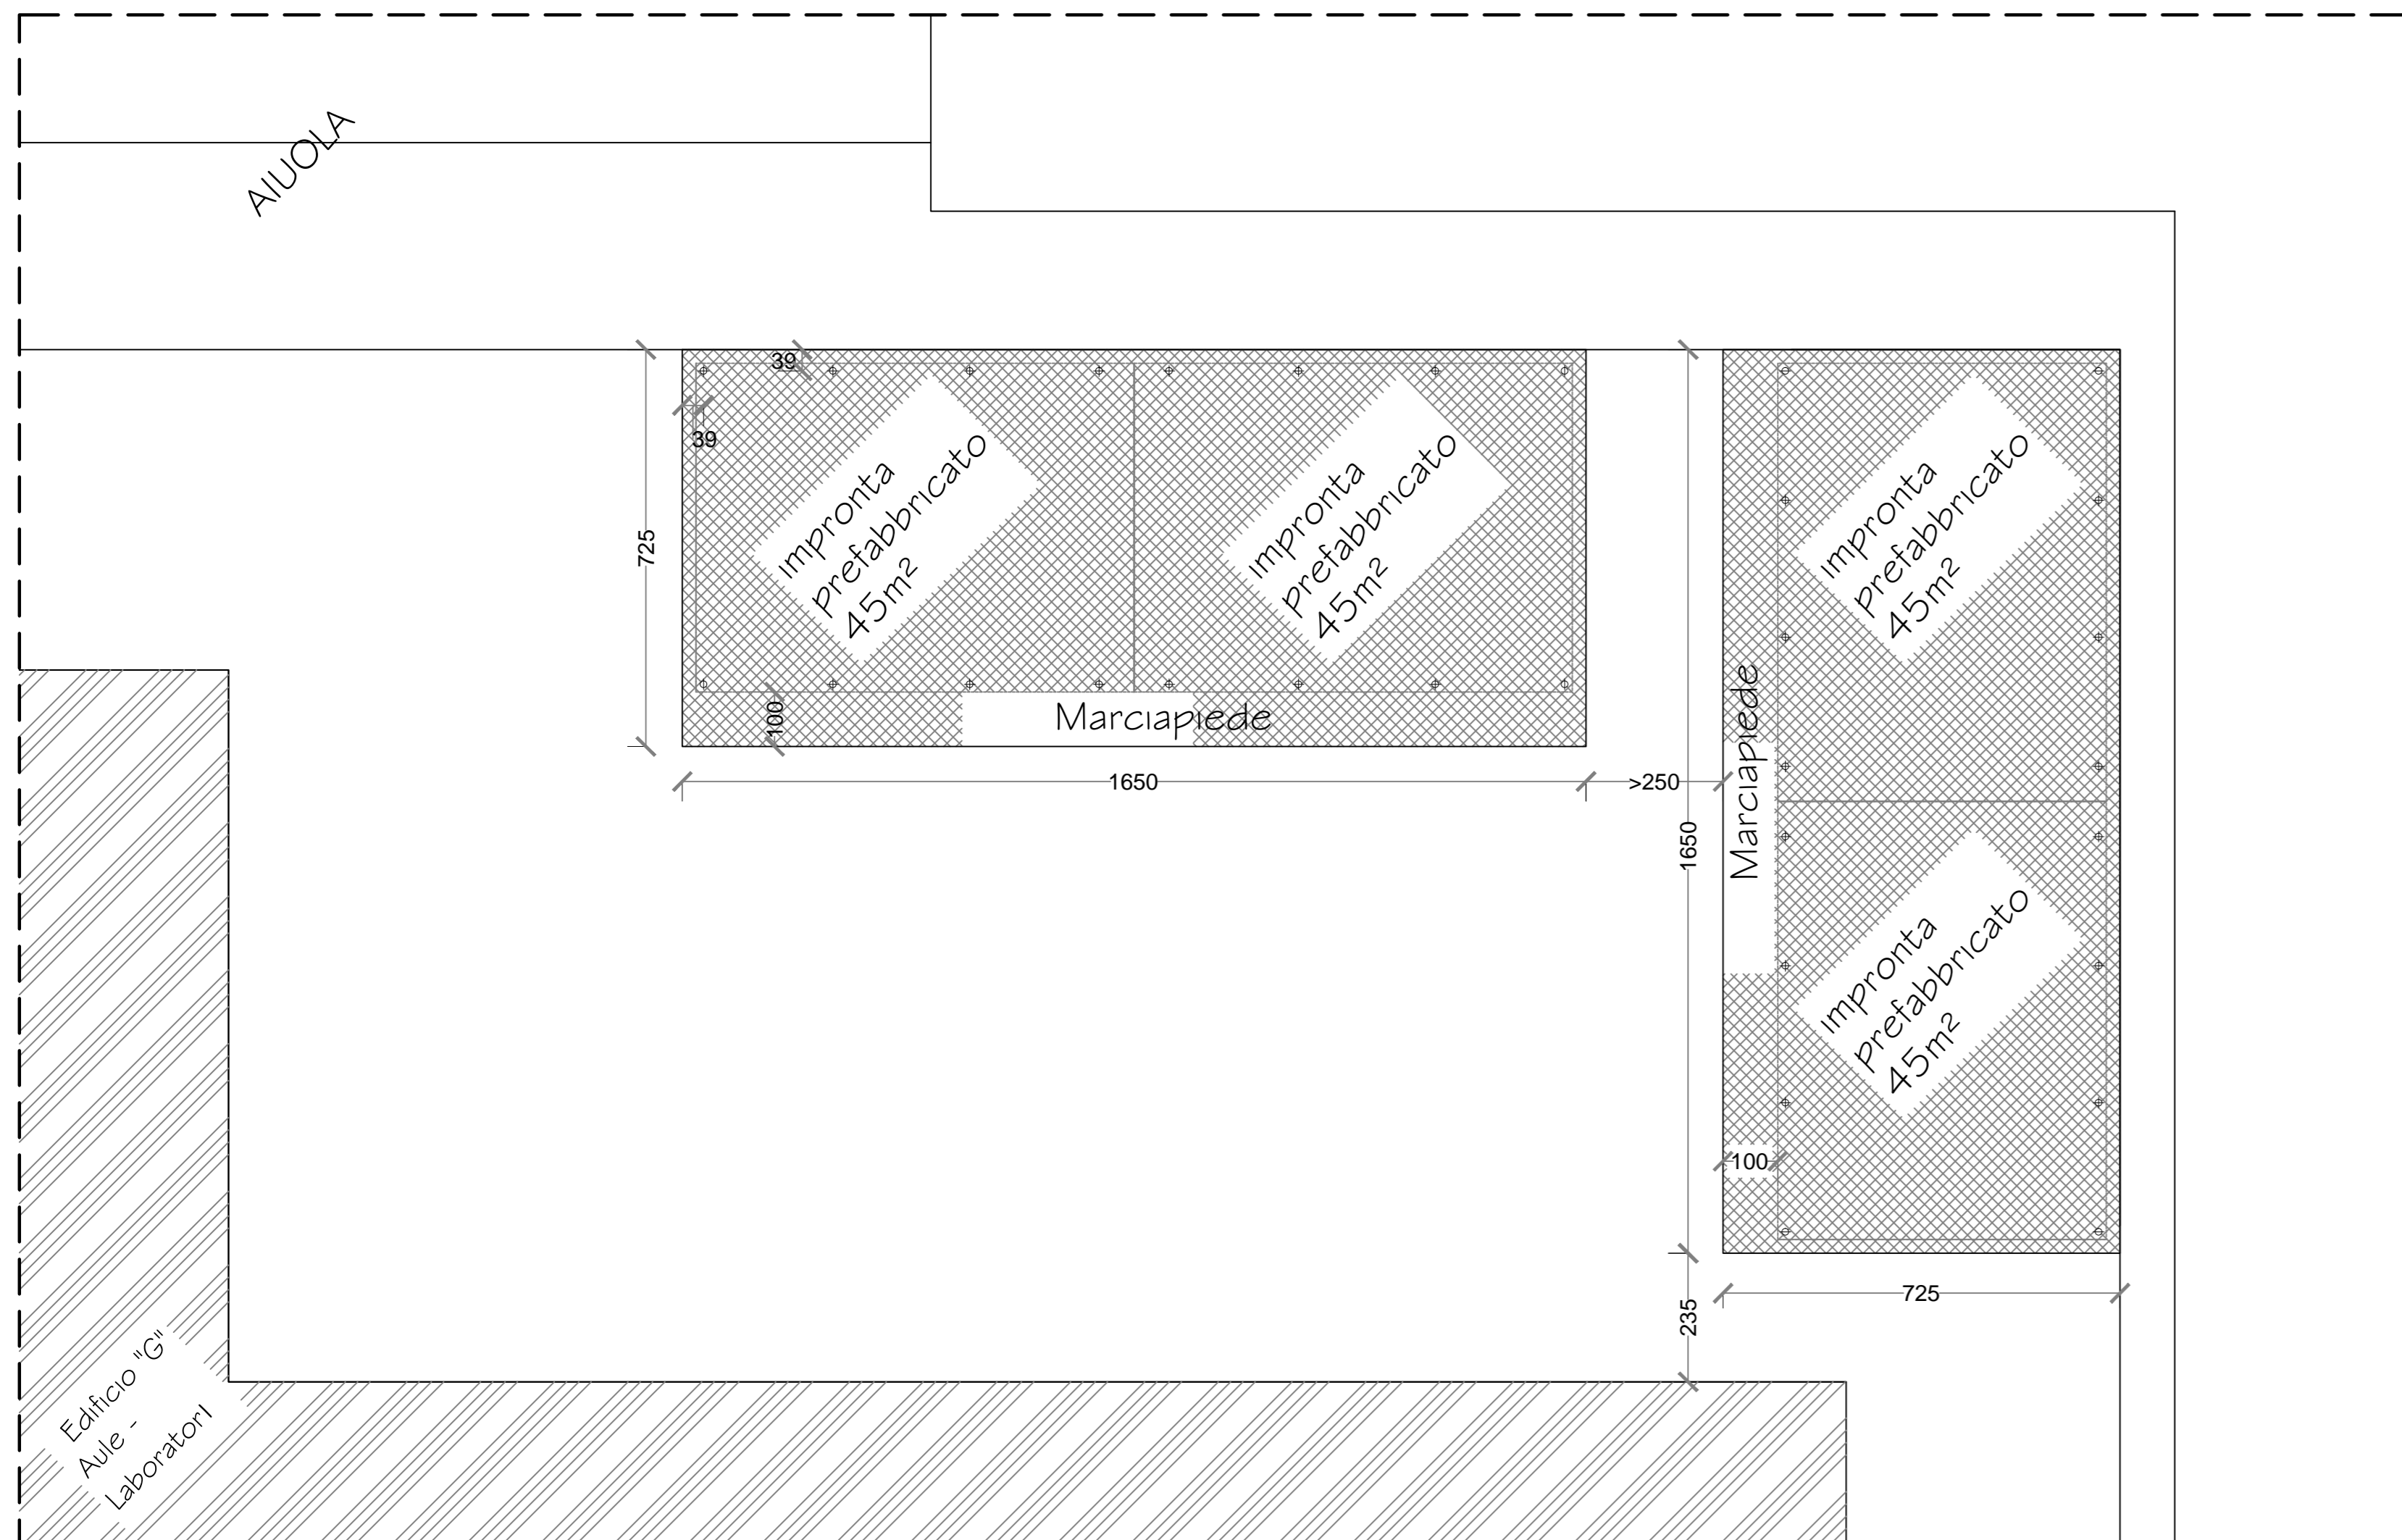 AIUOLA
39
39
725
Impronta
prefabbricato
45m²
Impronta
prefabbricato
45m²
Impronta
prefabbricato
45m²
100
Marciapiede
Marciapiede
1650
>250
1650
Impronta
prefabbricato
45m²
100
725
235
Edificio "G"
Aule -
LaboratorI